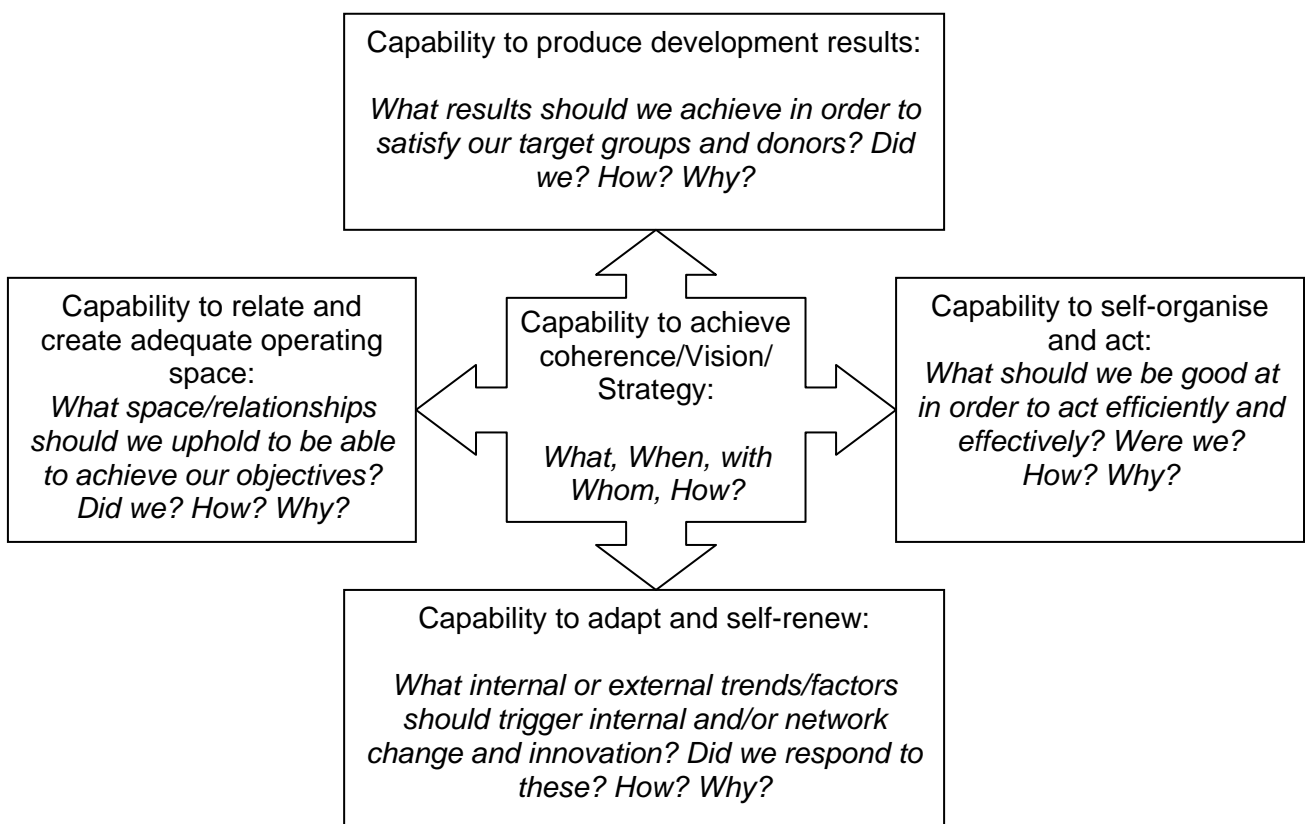 Capability to produce development results:
What results should we achieve in order to
satisfy our target groups and donors? Did
we? How? Why?
Capability to relate and
create adequate operating
space:
What space/relationships
should we uphold to be able
to achieve our objectives?
Did we? How? Why?
Capability to achieve
coherence/Vision/
Strategy:
What, When, with
Whom, How?
Capability to self-organise
and act:
What should we be good at
in order to act efficiently and
effectively? Were we?
How? Why?
Capability to adapt and self-renew:
What internal or external trends/factors
should trigger internal and/or network
change and innovation? Did we respond to
these? How? Why?